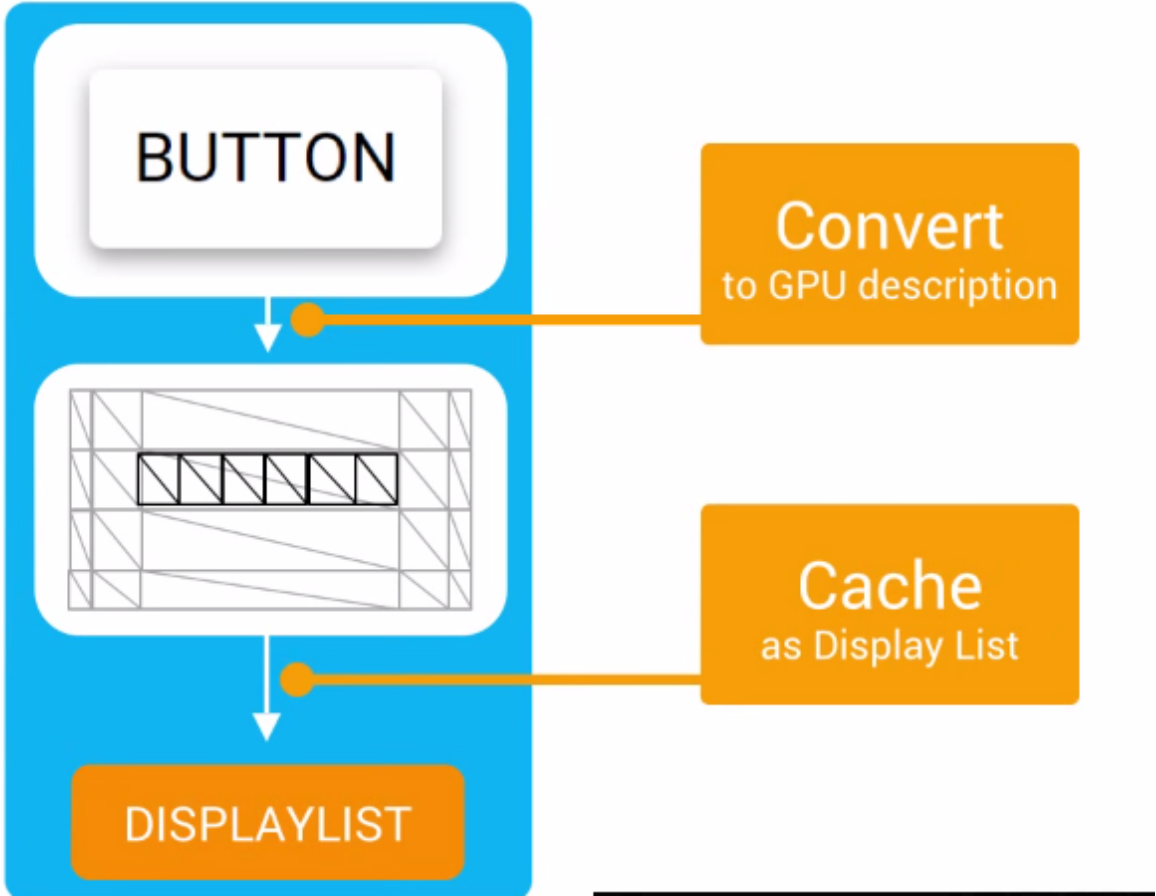 BUTTON
Convert
to GPU description
Cache
as Display List
DISPLAYLIST